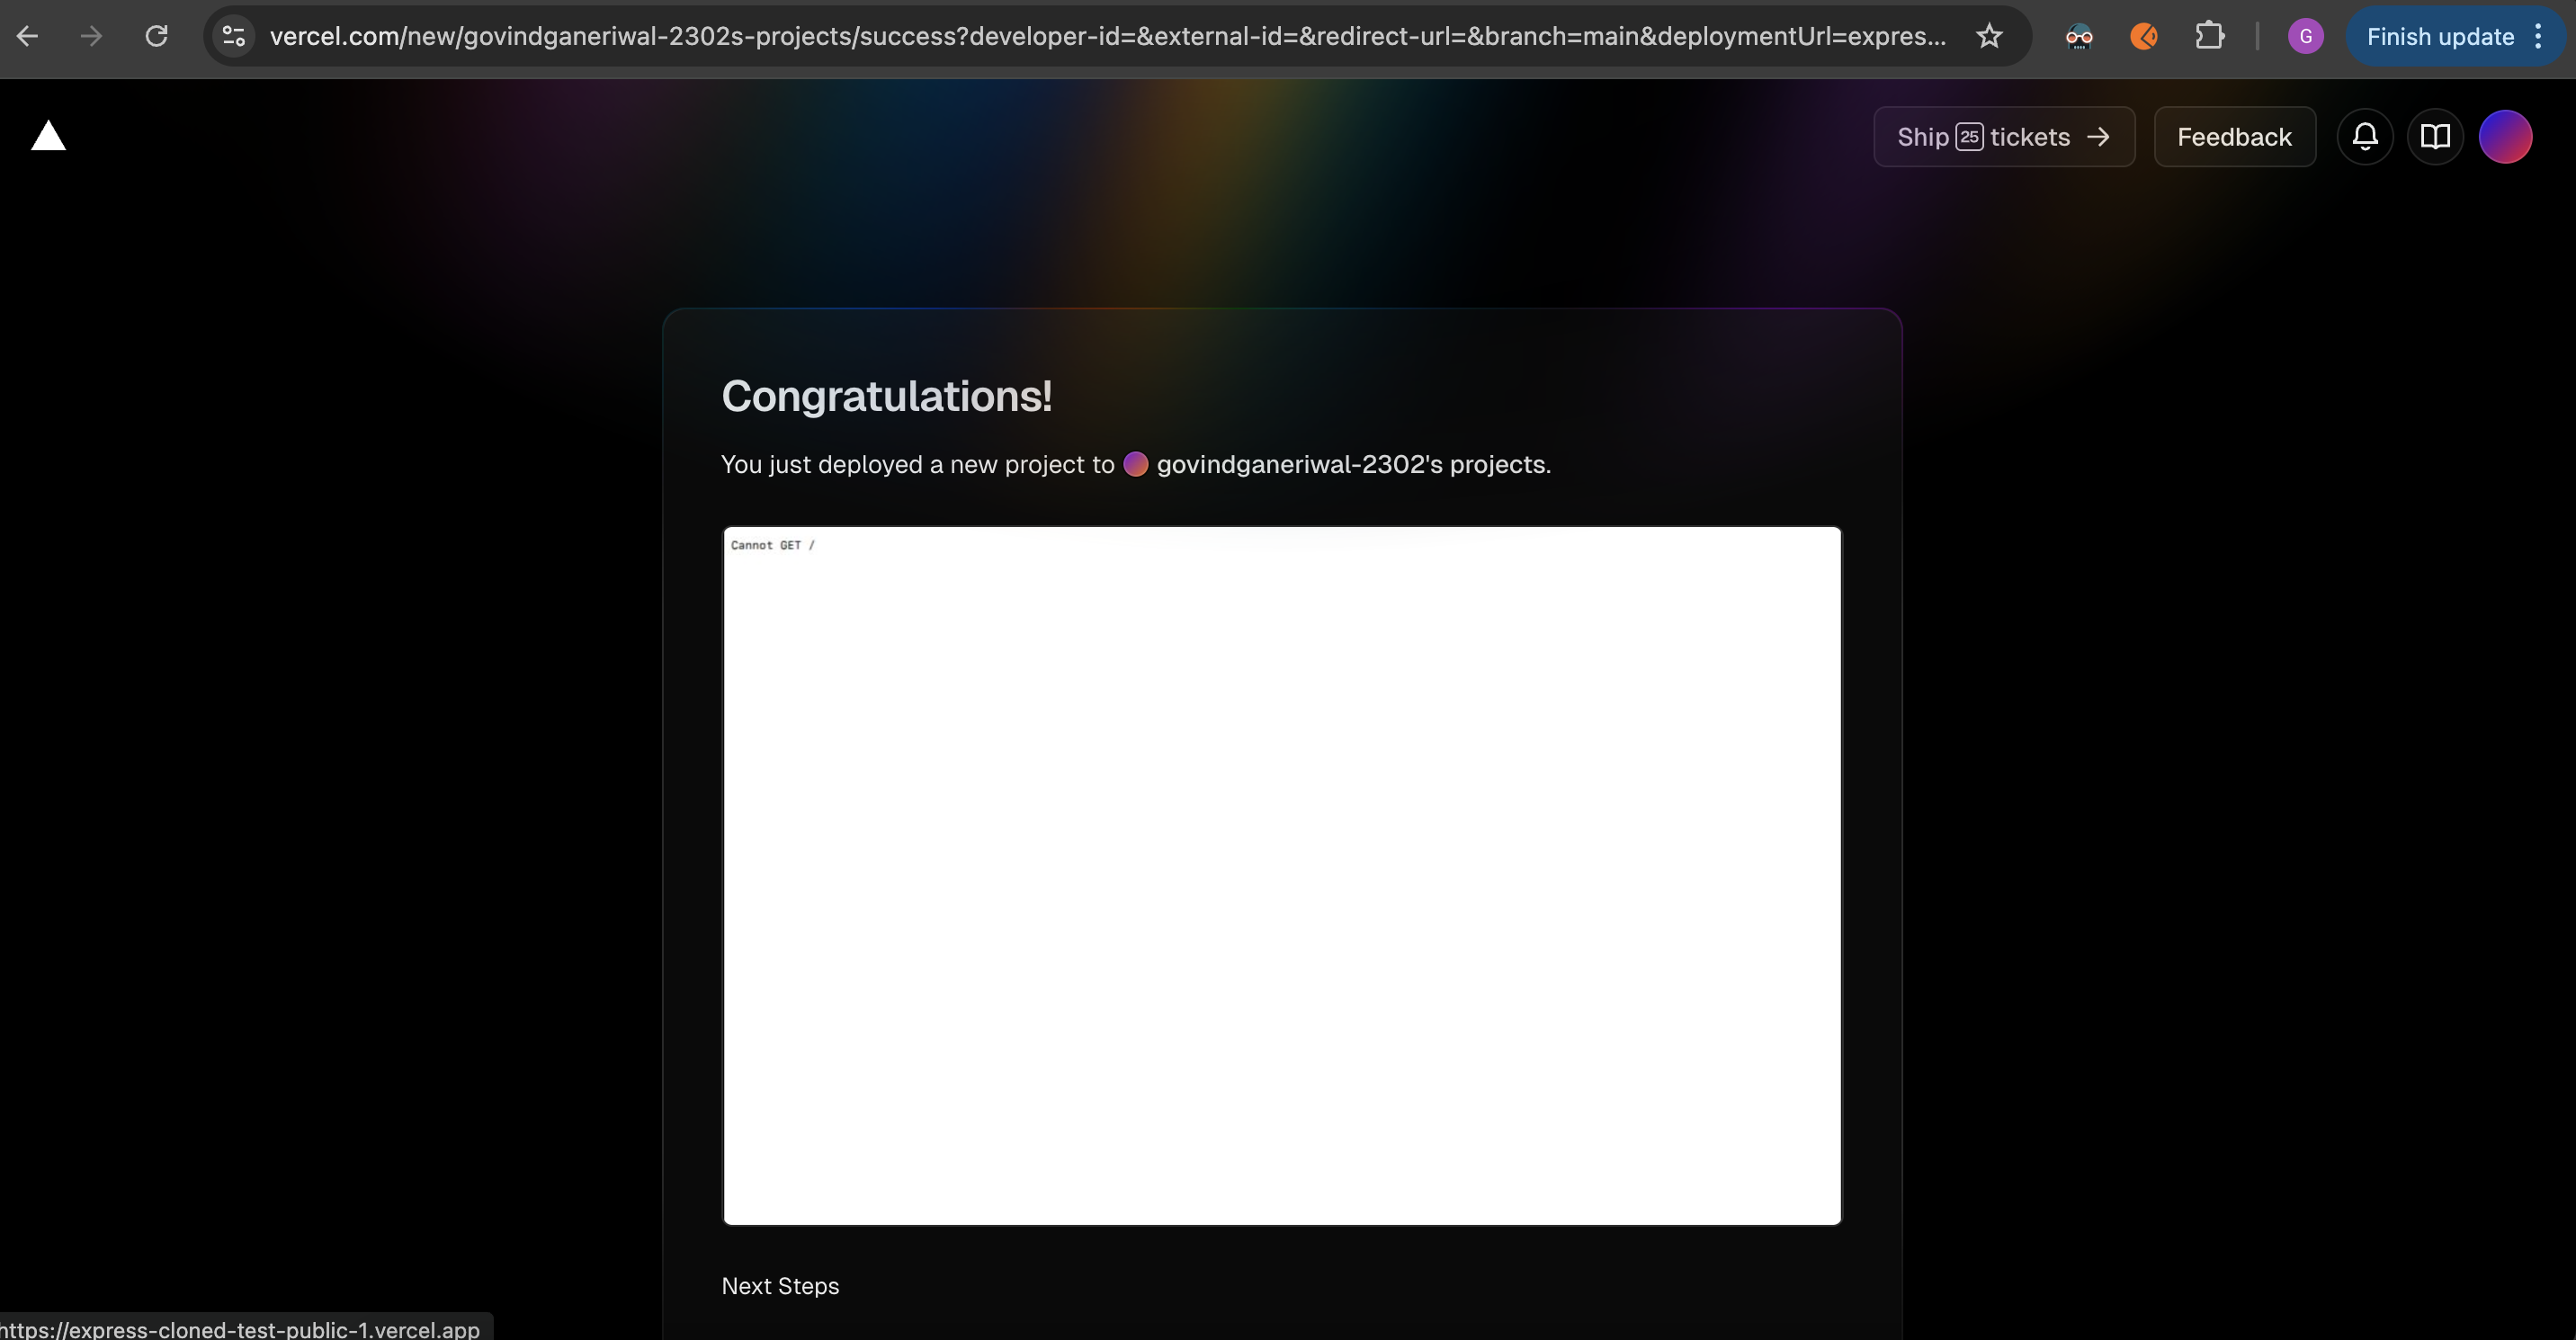 vercel.com/new/govindganeriwal-2302s-projects/success?developer-id=&external-id=&redirect-url=&branch=main&deploymentUrl=expres...
G
Finish update
Ship 25 tickets →
Feedback
Congratulations!
You just deployed a new project to govindganeriwal-2302's projects.
Cannot GET /
Next Steps
https://express-cloned-test-public-1.vercel.app